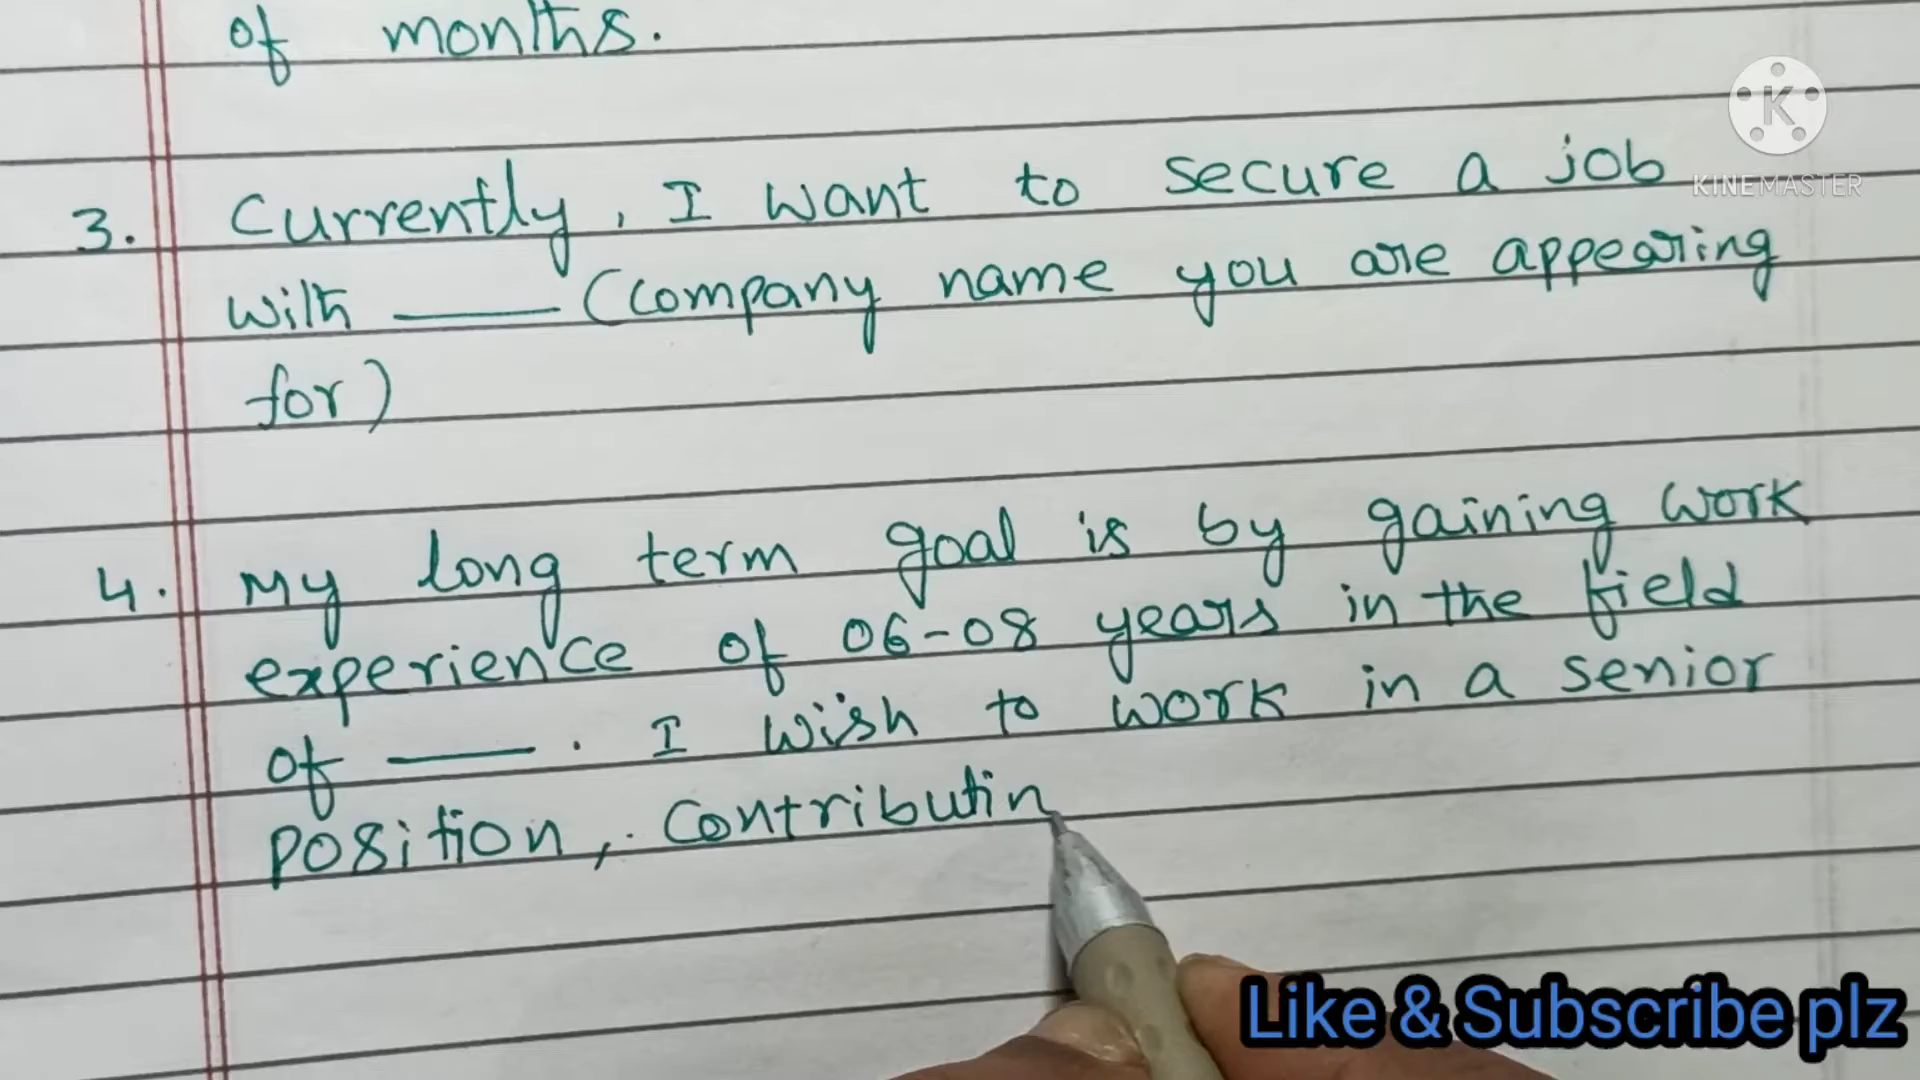 of months.
3. Currently, I want to secure a job
with ____ (Company name you are appearing
for)
4. My long term goal is by gaining work
experience of 06-08 years in the field
of ____. I wish to work in a senior
position, contributin
KINEMASTER
Like & Subscribe plz